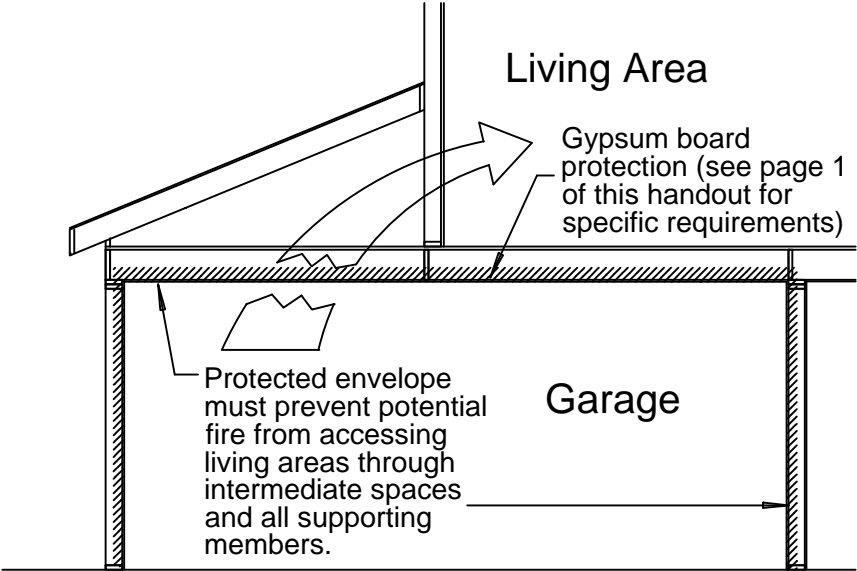 Living Area
Gypsum board
protection (see page 1
of this handout for
specific requirements)
Protected envelope
must prevent potential
fire from accessing
living areas through
intermediate spaces
and all supporting
members.
Garage